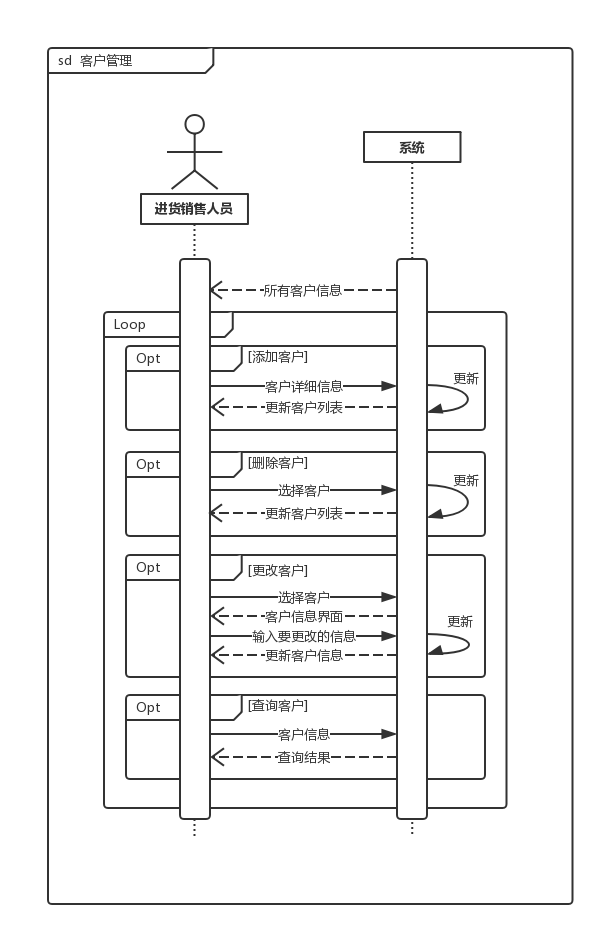 sd 客户管理
系统
进货销售人员
所有客户信息
Loop
Opt
[添加客户]
更新
客户详细信息
更新客户列表
Opt
[删除客户]
更新
选择客户
更新客户列表
Opt
[更改客户]
选择客户
客户信息界面
更新
输入要更改的信息
更新客户信息
Opt
[查询客户]
客户信息
查询结果